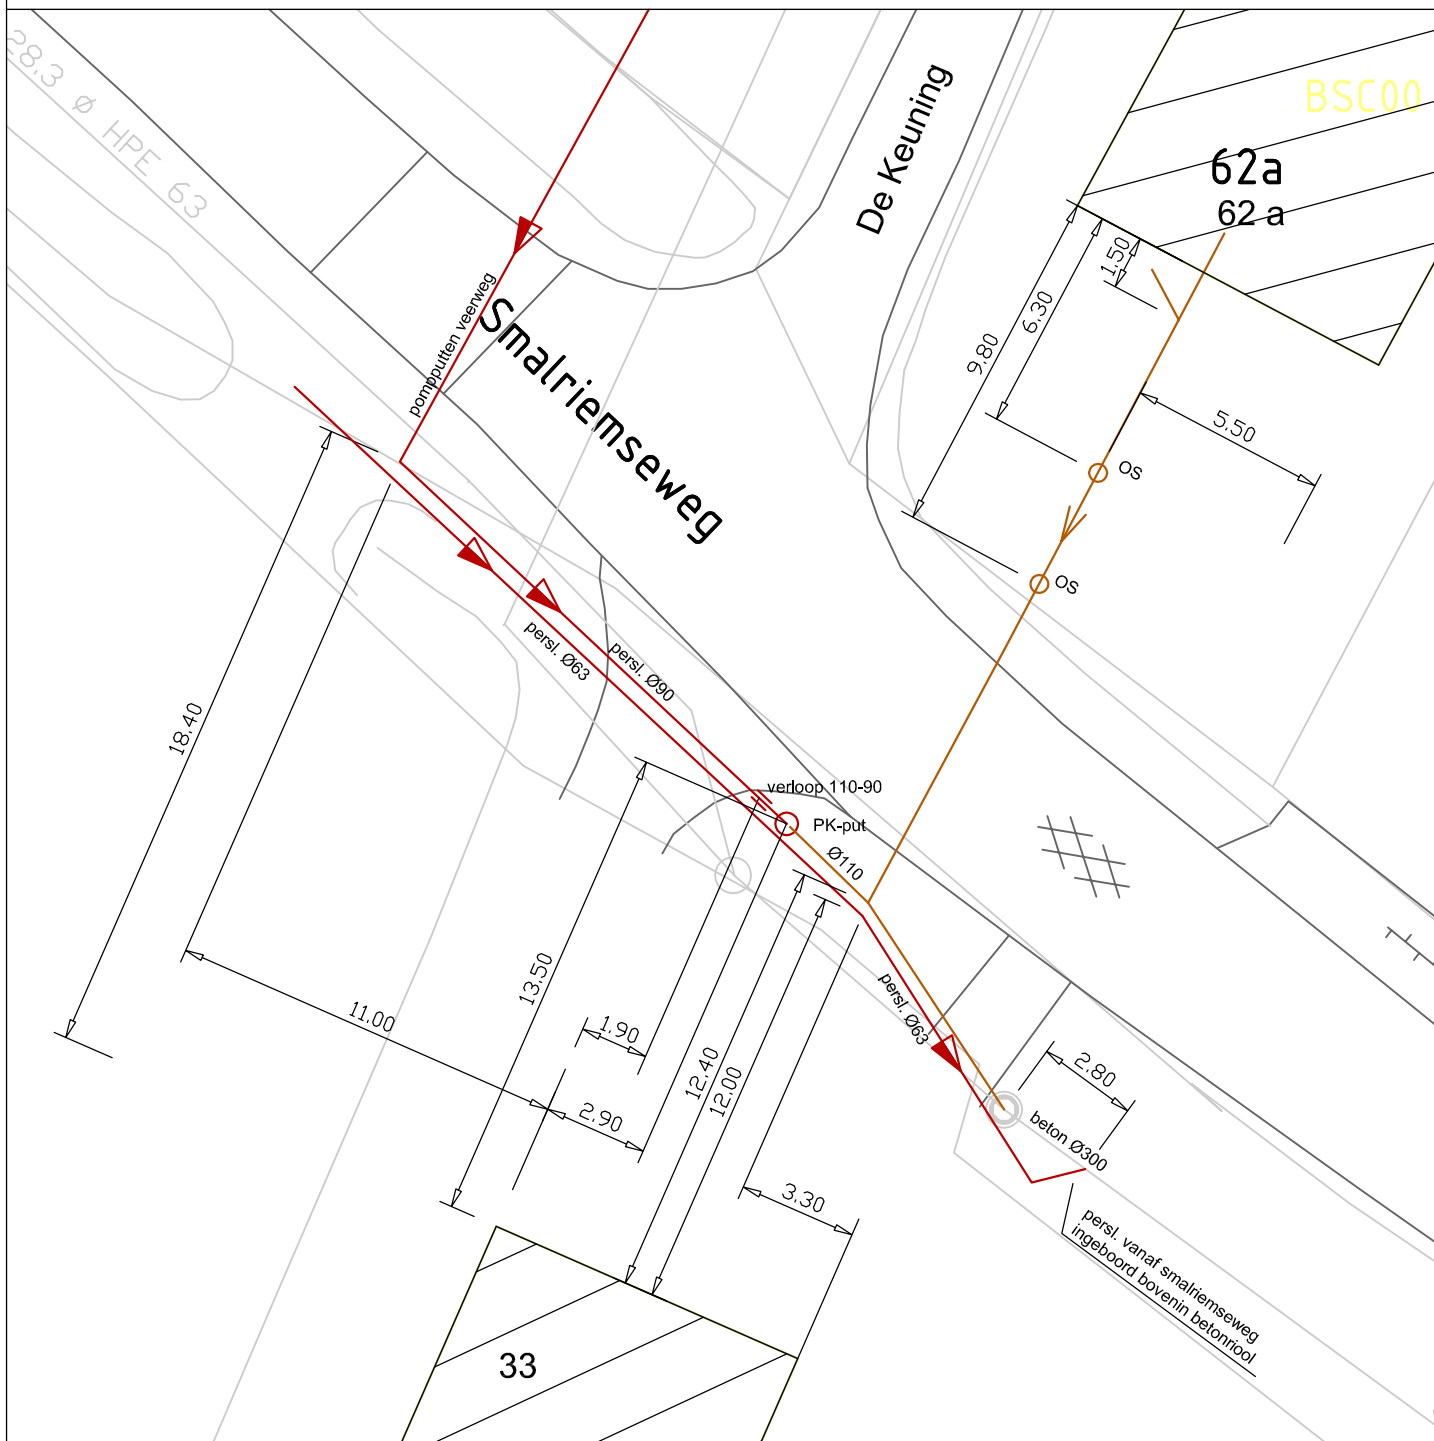 28.3 Ø HPE 63
De Keuning
BSC00
62a
62 a
1.50
6.30
9.80
5.50
pompputten veerweg
Smalriemseweg
OS
OS
persl. Ø63
persl. Ø90
18.40
verloop 110-90
PK-put
Ø110
13.50
11.00
1.90
12.40
12.00
2.90
persl. Ø63
2.80
beton Ø300
3.30
persl. vanaf smalriemseweg
ingeboord bovenin betonriool
33